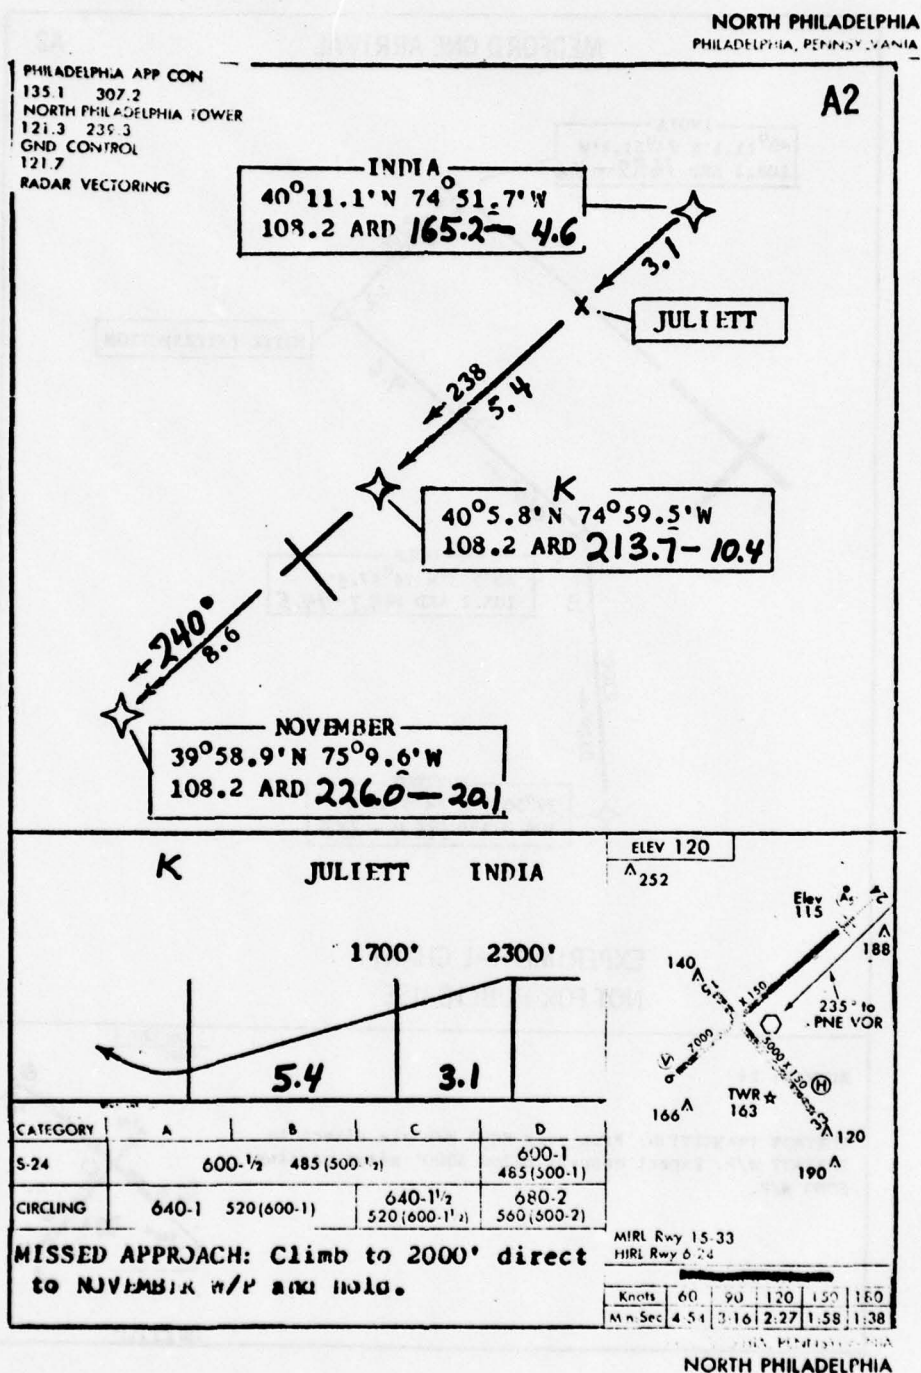 NORTH PHILADELPHIA
PHILADELPHIA, PENNSYLVANIA
PHILADELPHIA APP CON
135.1 307.2
NORTH PHILADELPHIA TOWER
121.3 239.3
GND CONTROL
121.7
RADAR VECTORING
A2
INDIA
40°11.1'N 74°51.7'W
108.2 ARD 165.2— 4.6
3.1
JULIETT
← 238
5.4
K
40°5.8'N 74°59.5'W
108.2 ARD 213.7— 10.4
← 240°
8.6
NOVEMBER
39°58.9'N 75°9.6'W
108.2 ARD 226.0— 20.1
K JULIETT INDIA
1700' 2300'
5.4 3.1
ELEV 120
252
Elev
115
188
140
235° to
PNE VOR
X 150
7000
5000 X 150
H
TWR
163
166
120
190
MIRL Rwy 15-33
HIRL Rwy 6-24
CATEGORY A B C D
S-24 600-½ 485 (500-½) 600-1
485 (500-1)
CIRCLING 640-1 520 (600-1) 640-1½ 680-2
520 (600-1½) 560 (600-2)
MISSED APPROACH: Climb to 2000' direct
to NOVEMBER W/P and hold.
Knots 60 90 120 150 180
Min:Sec 4:54 3:16 2:27 1:58 1:38
NORTH PHILADELPHIA